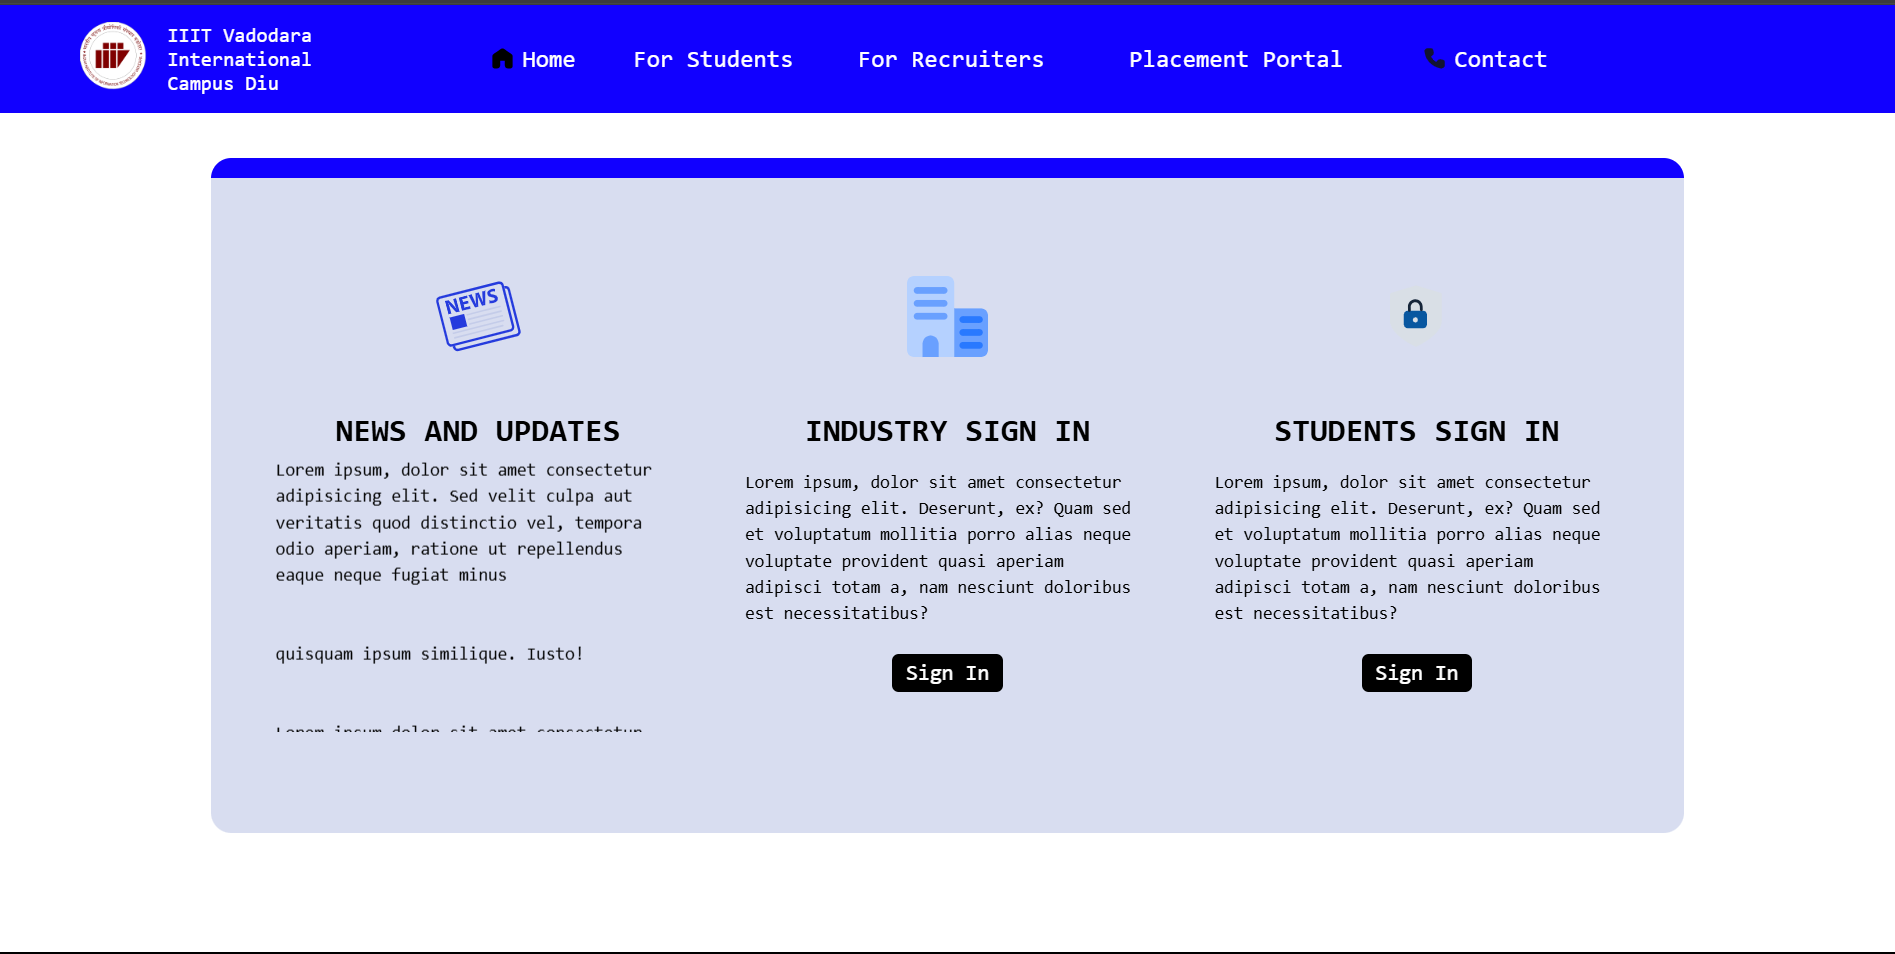 IIIT Vadodara
International
Campus Diu
Home
For Students
For Recruiters
Placement Portal
Contact
NEWS
NEWS AND UPDATES
Lorem ipsum, dolor sit amet consectetur
adipisicing elit. Sed velit culpa aut
veritatis quod distinctio vel, tempora
odio aperiam, ratione ut repellendus
eaque neque fugiat minus
quisquam ipsum similique. Iusto!
Lorem ipsum dolor sit amet consectetur
INDUSTRY SIGN IN
Lorem ipsum, dolor sit amet consectetur
adipisicing elit. Deserunt, ex? Quam sed
et voluptatum mollitia porro alias neque
voluptate provident quasi aperiam
adipisci totam a, nam nesciunt doloribus
est necessitatibus?
Sign In
STUDENTS SIGN IN
Lorem ipsum, dolor sit amet consectetur
adipisicing elit. Deserunt, ex? Quam sed
et voluptatum mollitia porro alias neque
voluptate provident quasi aperiam
adipisci totam a, nam nesciunt doloribus
est necessitatibus?
Sign In